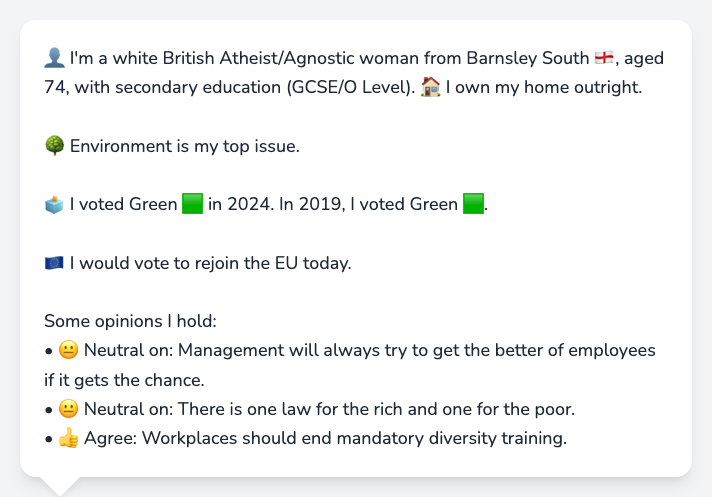 👤 I'm a white British Atheist/Agnostic woman from Barnsley South 🏴󠁧󠁢󠁥󠁮󠁧󠁿, aged
74, with secondary education (GCSE/O Level). 🏠 I own my home outright.
🌳 Environment is my top issue.
🗳️ I voted Green 🟩 in 2024. In 2019, I voted Green 🟩.
🇪🇺 I would vote to rejoin the EU today.
Some opinions I hold:
• 😐 Neutral on: Management will always try to get the better of employees
if it gets the chance.
• 😐 Neutral on: There is one law for the rich and one for the poor.
• 👍 Agree: Workplaces should end mandatory diversity training.